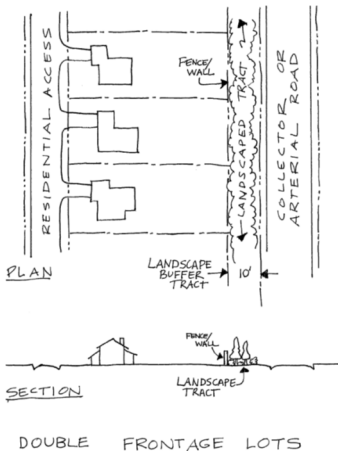 RESIDENTIAL ACCESS
FENCE/
WALL
LANDSCAPED TRACT
COLLECTOR OR
ARTERIAL ROAD
PLAN
LANDSCAPE
BUFFER
TRACT
10'
FENCE/
WALL
LANDSCAPE
TRACT
SECTION
DOUBLE FRONTAGE LOTS